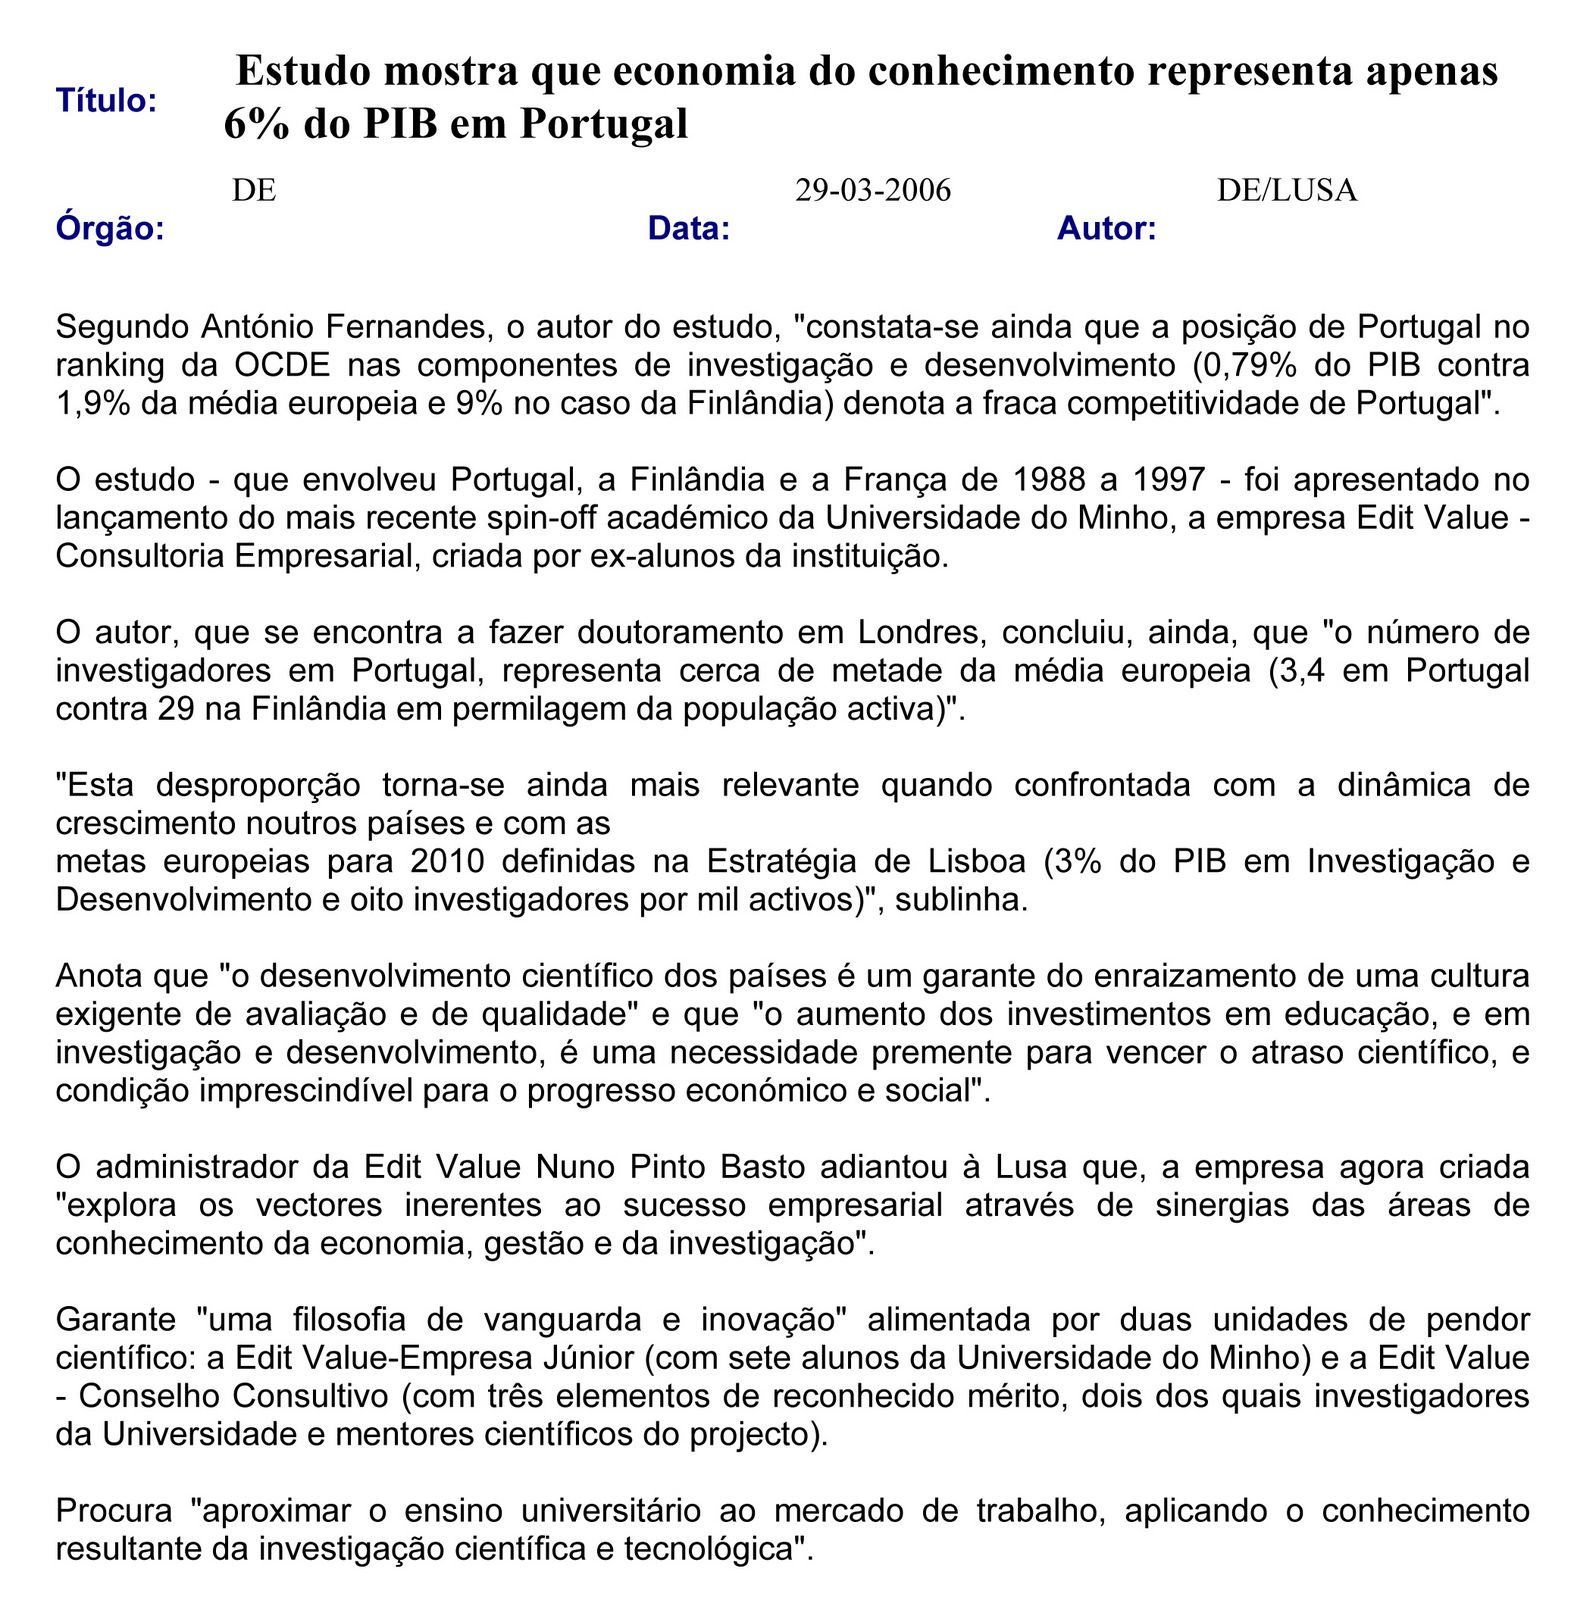 Título: Estudo mostra que economia do conhecimento representa apenas
6% do PIB em Portugal
DE 29-03-2006 DE/LUSA
Órgão: Data: Autor:
Segundo António Fernandes, o autor do estudo, "constata-se ainda que a posição de Portugal no
ranking da OCDE nas componentes de investigação e desenvolvimento (0,79% do PIB contra
1,9% da média europeia e 9% no caso da Finlândia) denota a fraca competitividade de Portugal".
O estudo - que envolveu Portugal, a Finlândia e a França de 1988 a 1997 - foi apresentado no
lançamento do mais recente spin-off académico da Universidade do Minho, a empresa Edit Value -
Consultoria Empresarial, criada por ex-alunos da instituição.
O autor, que se encontra a fazer doutoramento em Londres, concluiu, ainda, que "o número de
investigadores em Portugal, representa cerca de metade da média europeia (3,4 em Portugal
contra 29 na Finlândia em permilagem da população activa)".
"Esta desproporção torna-se ainda mais relevante quando confrontada com a dinâmica de
crescimento noutros países e com as
metas europeias para 2010 definidas na Estratégia de Lisboa (3% do PIB em Investigação e
Desenvolvimento e oito investigadores por mil activos)", sublinha.
Anota que "o desenvolvimento científico dos países é um garante do enraizamento de uma cultura
exigente de avaliação e de qualidade" e que "o aumento dos investimentos em educação, e em
investigação e desenvolvimento, é uma necessidade premente para vencer o atraso científico, e
condição imprescindível para o progresso económico e social".
O administrador da Edit Value Nuno Pinto Basto adiantou à Lusa que, a empresa agora criada
"explora os vectores inerentes ao sucesso empresarial através de sinergias das áreas de
conhecimento da economia, gestão e da investigação".
Garante "uma filosofia de vanguarda e inovação" alimentada por duas unidades de pendor
científico: a Edit Value-Empresa Júnior (com sete alunos da Universidade do Minho) e a Edit Value
- Conselho Consultivo (com três elementos de reconhecido mérito, dois dos quais investigadores
da Universidade e mentores científicos do projecto).
Procura "aproximar o ensino universitário ao mercado de trabalho, aplicando o conhecimento
resultante da investigação científica e tecnológica".